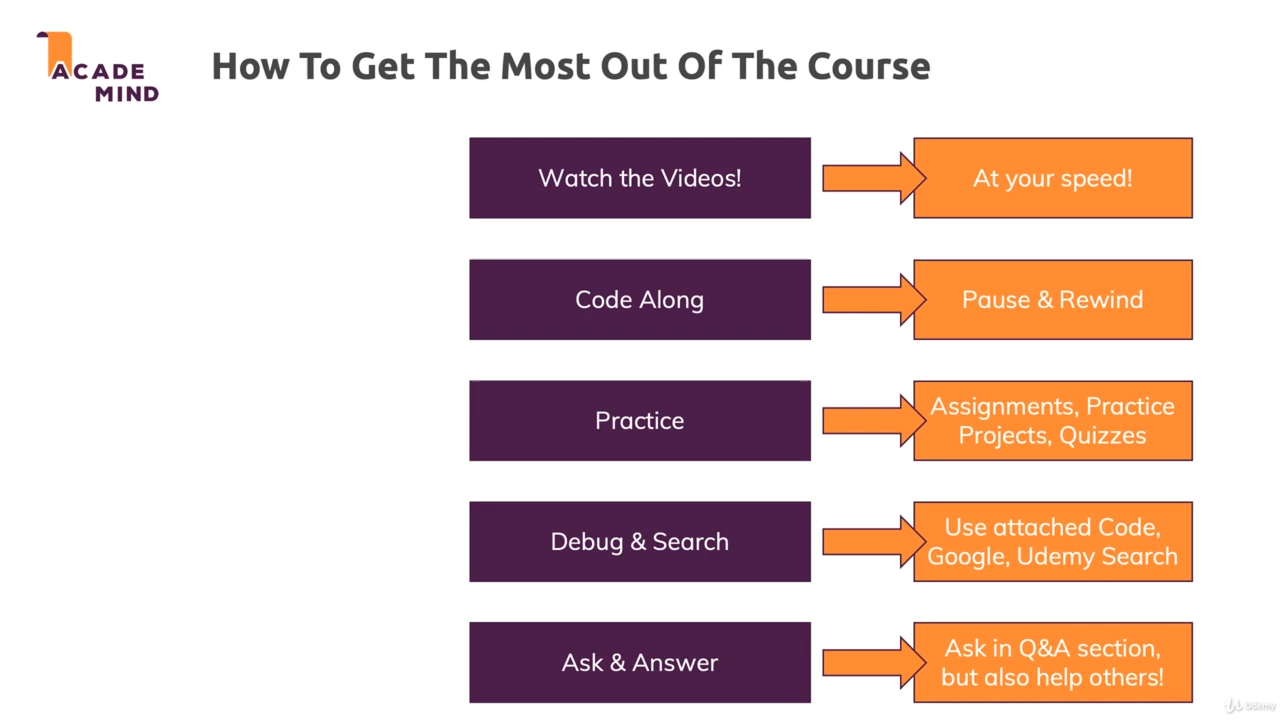 ACADE
MIND
How To Get The Most Out Of The Course
Watch the Videos!
At your speed!
Code Along
Pause & Rewind
Practice
Assignments, Practice
Projects, Quizzes
Debug & Search
Use attached Code,
Google, Udemy Search
Ask & Answer
Ask in Q&A section,
but also help others!
Udemy